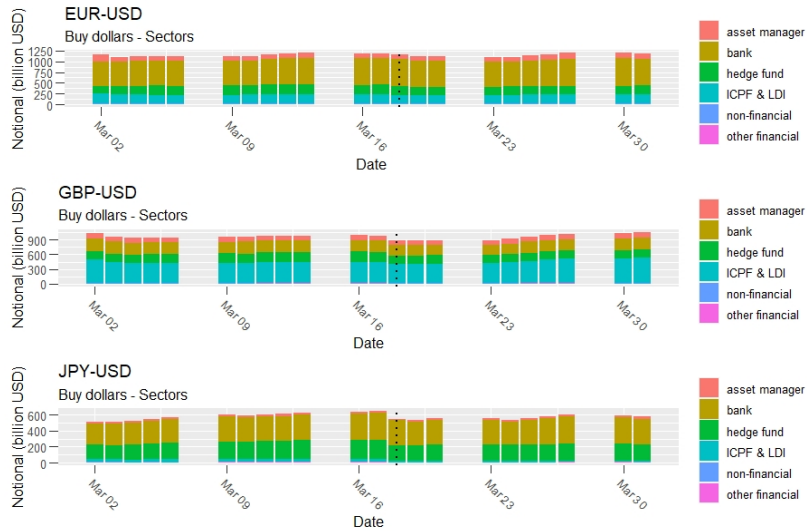 EUR-USD
Buy dollars - Sectors
Notional (billion USD)
1250
1000
750
500
250
0
Mar 02
Mar 09
Mar 16
Mar 23
Mar 30
Date
asset manager
bank
hedge fund
ICPF & LDI
non-financial
other financial
GBP-USD
Buy dollars - Sectors
Notional (billion USD)
900
600
300
0
Mar 02
Mar 09
Mar 16
Mar 23
Mar 30
Date
asset manager
bank
hedge fund
ICPF & LDI
non-financial
other financial
JPY-USD
Buy dollars - Sectors
Notional (billion USD)
600
400
200
0
Mar 02
Mar 09
Mar 16
Mar 23
Mar 30
Date
asset manager
bank
hedge fund
ICPF & LDI
non-financial
other financial